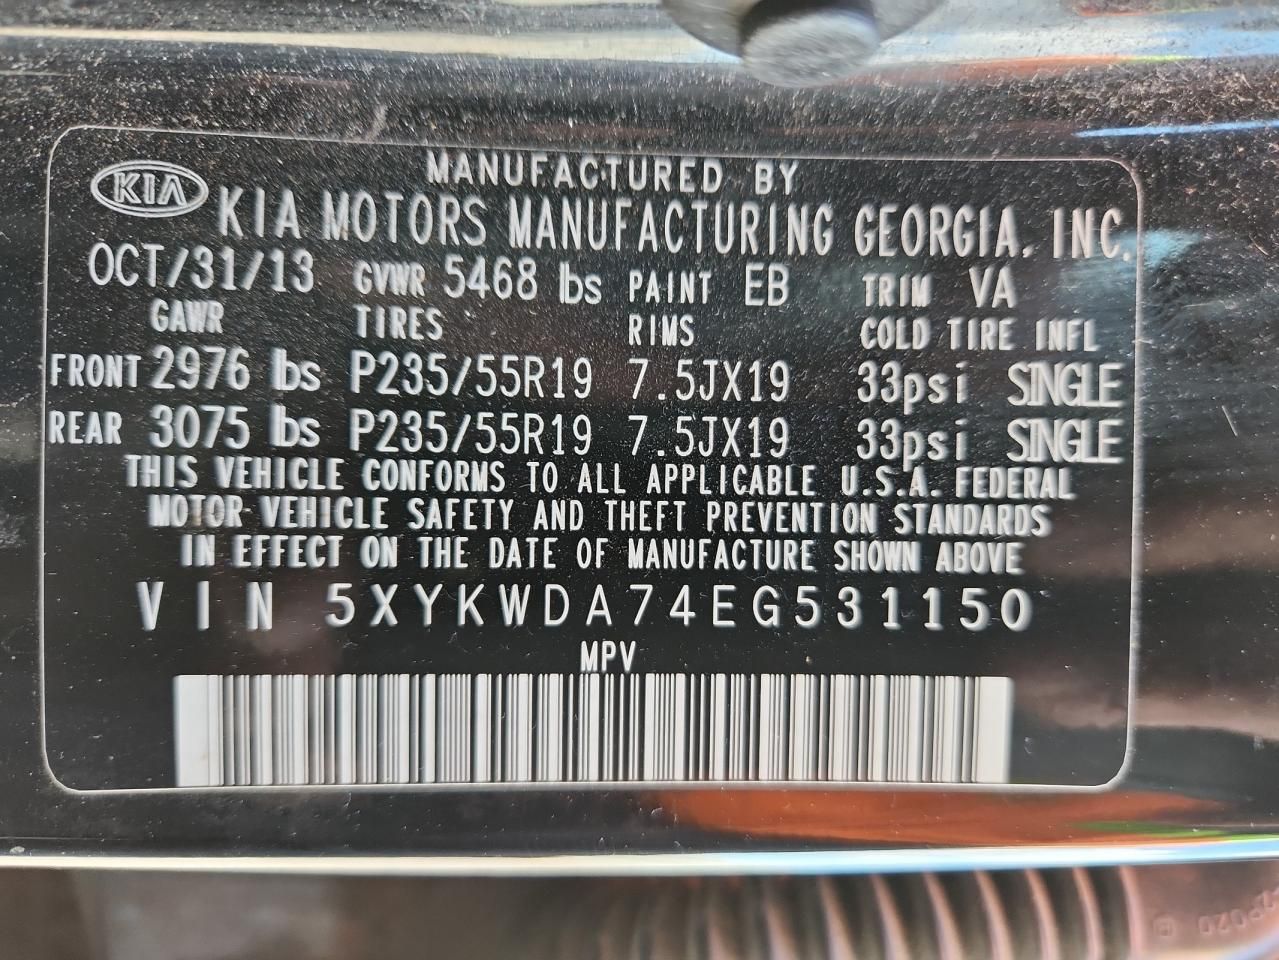 MANUFACTURED BY
KIA KIA MOTORS MANUFACTURING GEORGIA, INC.
OCT/31/13 GVWR 5468 lbs PAINT EB TRIM VA
GAWR TIRES RIMS COLD TIRE INFL
FRONT 2976 lbs P235/55R19 7.5JX19 33psi SINGLE
REAR 3075 lbs P235/55R19 7.5JX19 33psi SINGLE
THIS VEHICLE CONFORMS TO ALL APPLICABLE U.S.A. FEDERAL
MOTOR VEHICLE SAFETY AND THEFT PREVENTION STANDARDS
IN EFFECT ON THE DATE OF MANUFACTURE SHOWN ABOVE
VIN 5XYKWDA74EG531150
MPV